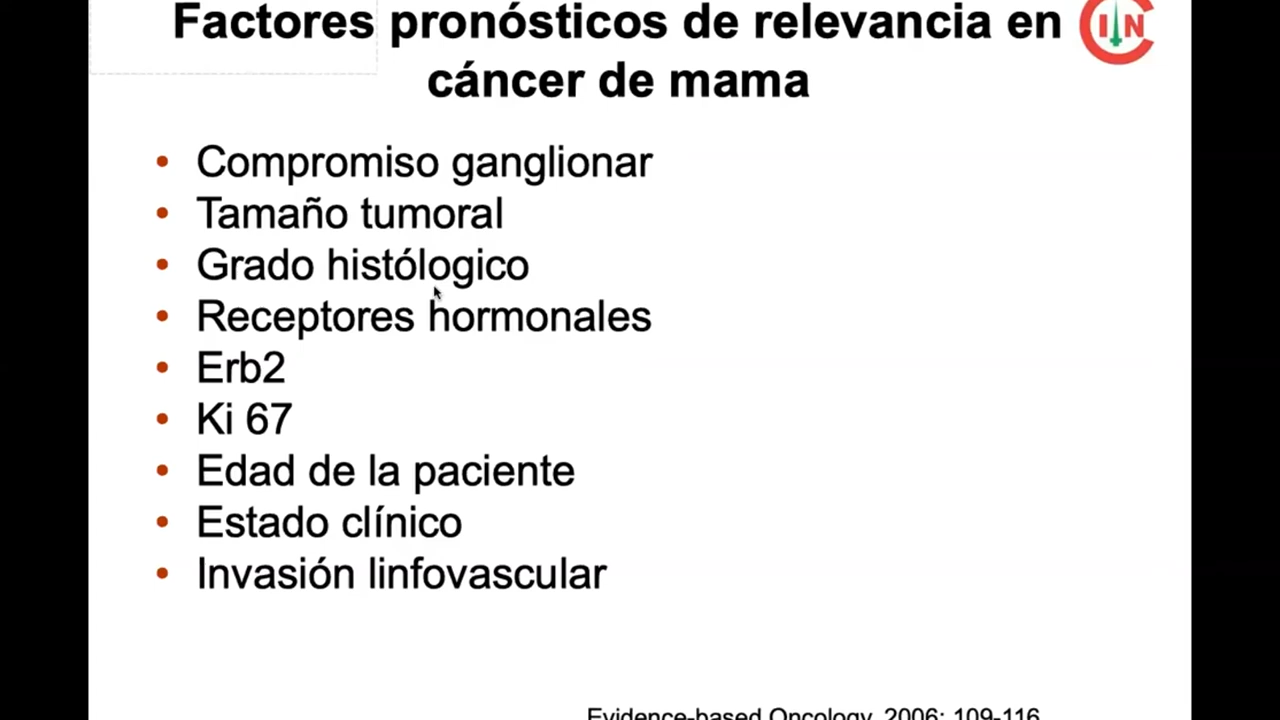 Factores pronósticos de relevancia en
cáncer de mama
• Compromiso ganglionar
• Tamaño tumoral
• Grado histólogico
• Receptores hormonales
• Erb2
• Ki 67
• Edad de la paciente
• Estado clínico
• Invasión linfovascular
Evidence-based Oncology, 2006: 109-116